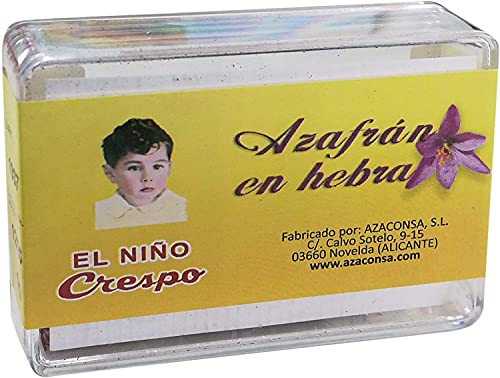 Azafrán
en hebra
EL NIÑO
Crespo
Fabricado por: AZACONSA, S.L.
C/. Calvo Sotelo, 9-15
03660 Novelda (ALICANTE)
www.azaconsa.com